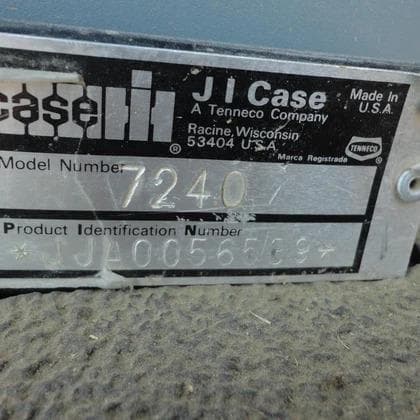 case IH
J I Case
A Tenneco Company
Racine, Wisconsin
53404 U.S.A.
Made in
U.S.A.
®
TENNECO
Marca Registrada
Model Number 7240
Product Identification Number